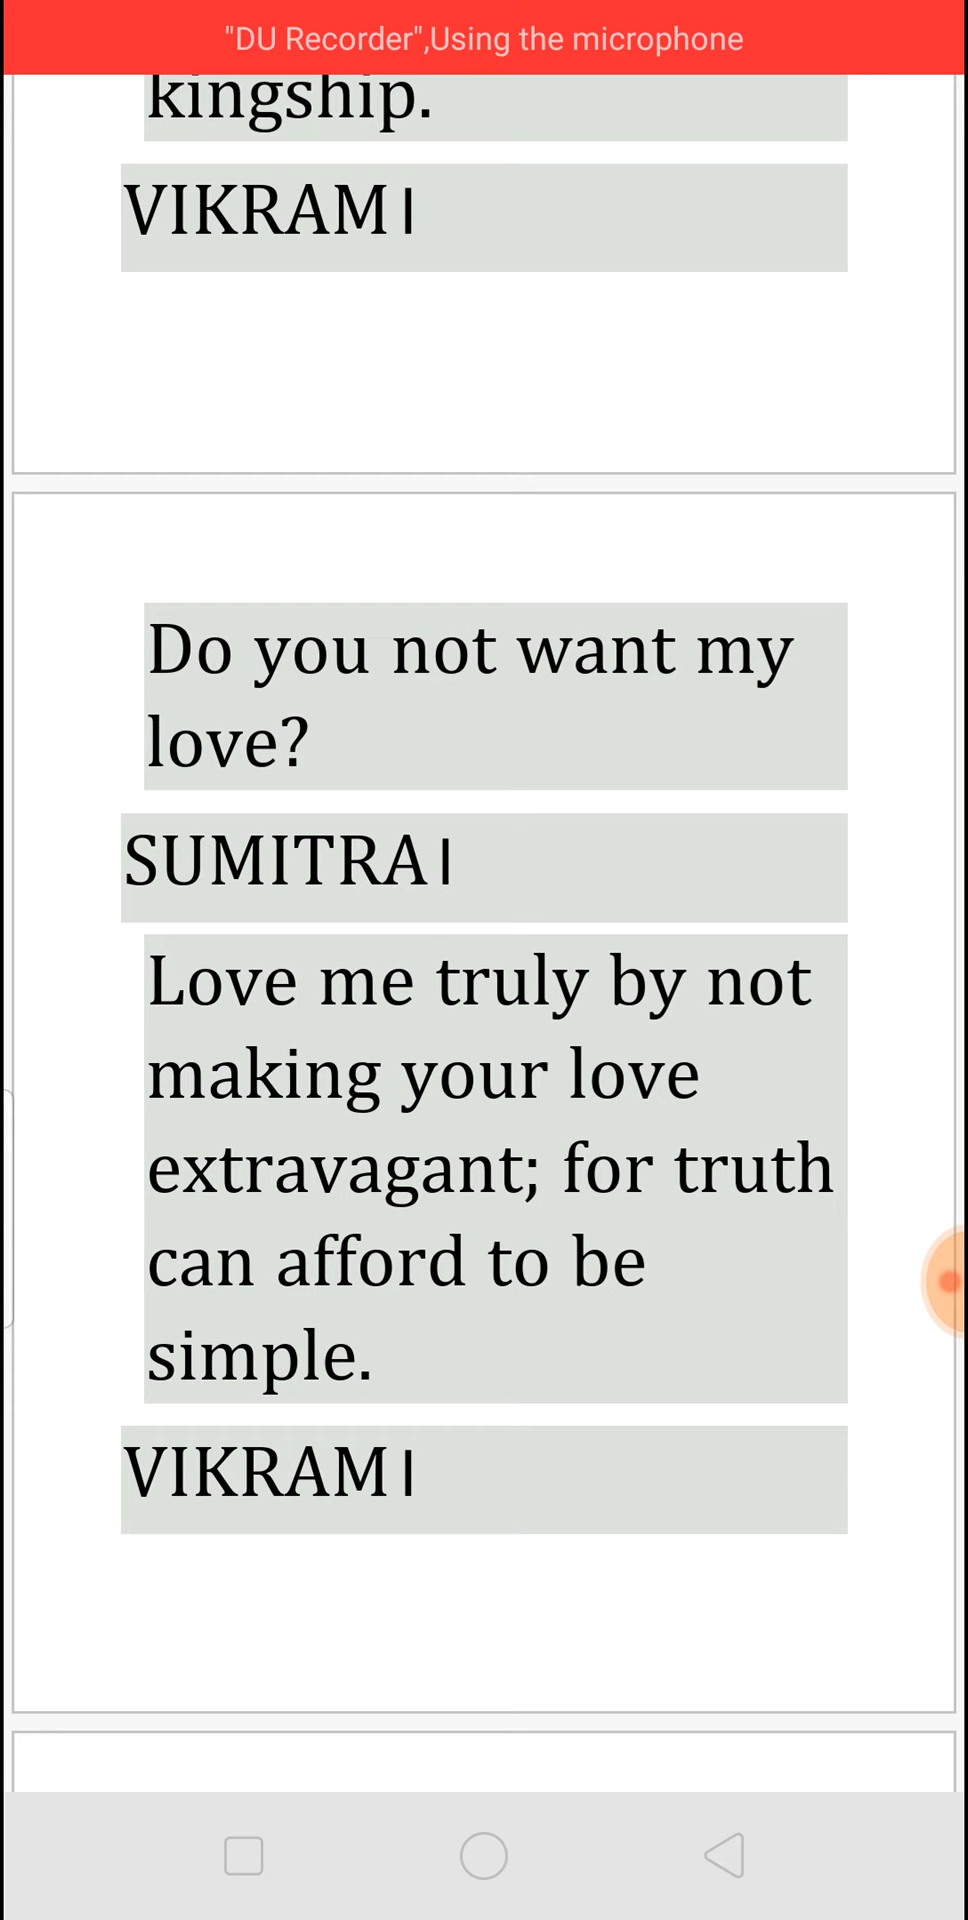 "DU Recorder",Using the microphone
kingship.
VIKRAM।
Do you not want my
love?
SUMITRA।
Love me truly by not
making your love
extravagant; for truth
can afford to be
simple.
VIKRAM।